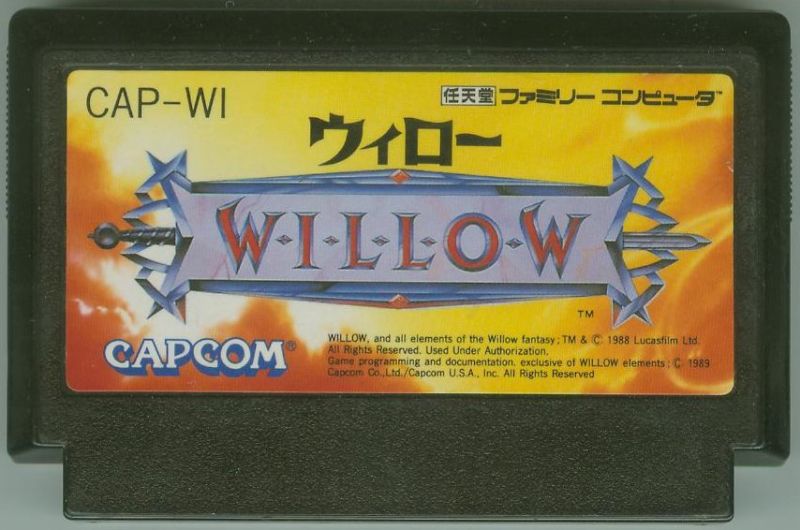 CAP-WI
任天堂 ファミリー コンピュータ™
ウィロー
W·I·L·L·O·W
TM
CAPCOM®
WILLOW, and all elements of the Willow fantasy; TM & © 1988 Lucasfilm Ltd.
All Rights Reserved. Used Under Authorization.
Game programming and documentation, exclusive of WILLOW elements; © 1989
Capcom Co.,Ltd./Capcom U.S.A., Inc. All Rights Reserved